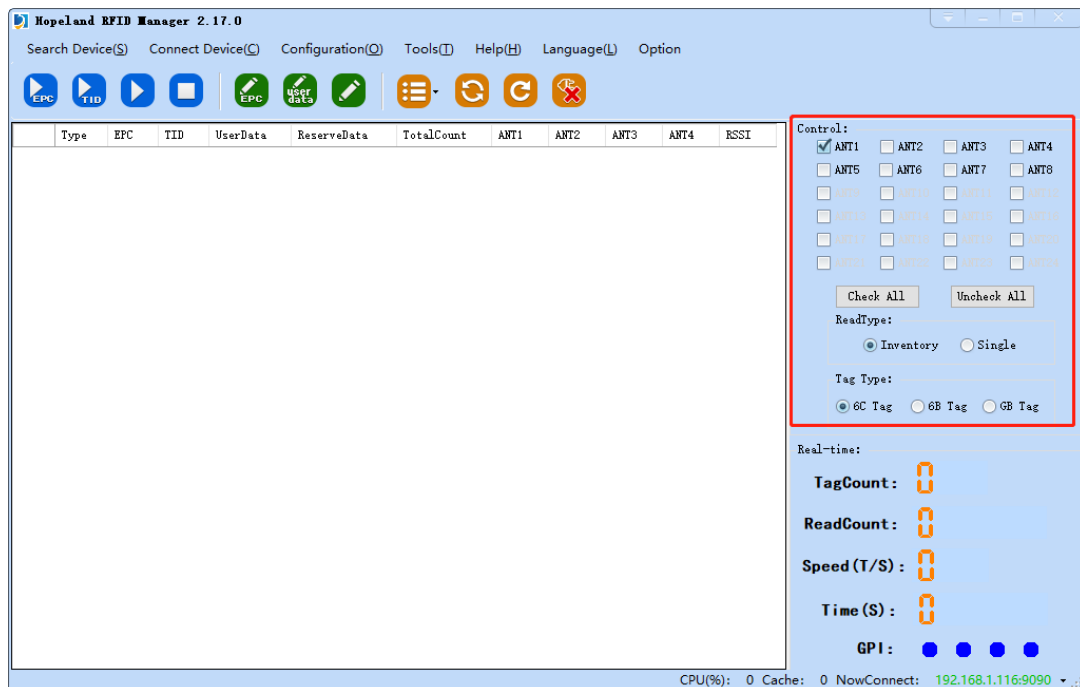 Hopeland RFID Manager 2.17.0
Search Device(S) Connect Device(C) Configuration(O) Tools(T) Help(H) Language(L) Option
EPC TID EPC user data
Type EPC TID UserData ReserveData TotalCount ANT1 ANT2 ANT3 ANT4 RSSI
Control:
ANT1 ANT2 ANT3 ANT4
ANT5 ANT6 ANT7 ANT8
Check All Uncheck All
ReadType:
Inventory Single
Tag Type:
6C Tag 6B Tag GB Tag
Real-time:
TagCount: 0
ReadCount: 0
Speed(T/S): 0
Time(S): 0
GPI:
CPU(%): 0 Cache: 0 NowConnect: 192.168.1.116:9090